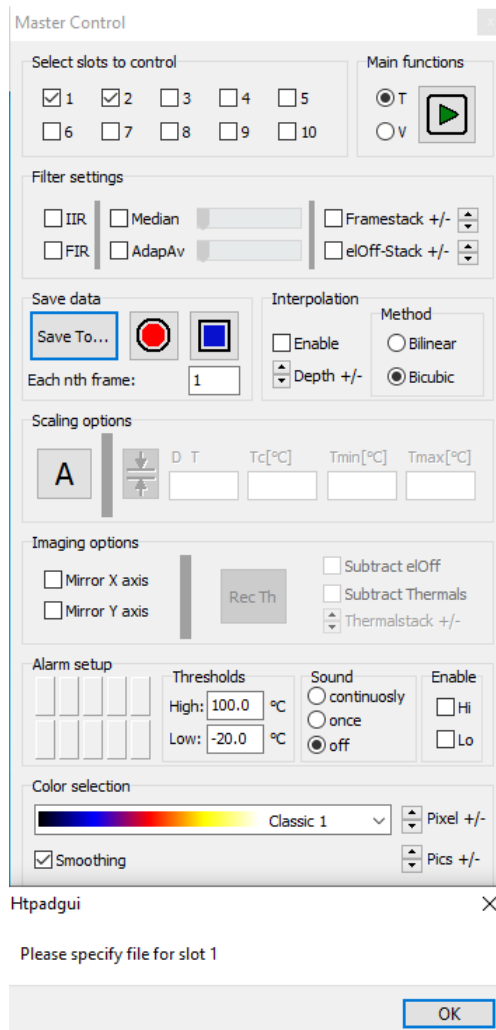 Master Control
Select slots to control
Main functions
1 2 3 4 5
T
6 7 8 9 10
V
Filter settings
IIR Median Framestack +/-
FIR AdapAv elOff-Stack +/-
Save data
Interpolation
Method
Save To...
Enable
Bilinear
Depth +/-
Bicubic
Each nth frame: 1
Scaling options
A
D T Tc[°C] Tmin[°C] Tmax[°C]
Imaging options
Mirror X axis
Mirror Y axis
Rec Th
Subtract elOff
Subtract Thermals
Thermalstack +/-
Alarm setup
Thresholds
High: 100.0 °C
Low: -20.0 °C
Sound
continuosly
once
off
Enable
Hi
Lo
Color selection
Classic 1
Pixel +/-
Smoothing
Pics +/-
Htpadgui
Please specify file for slot 1
OK